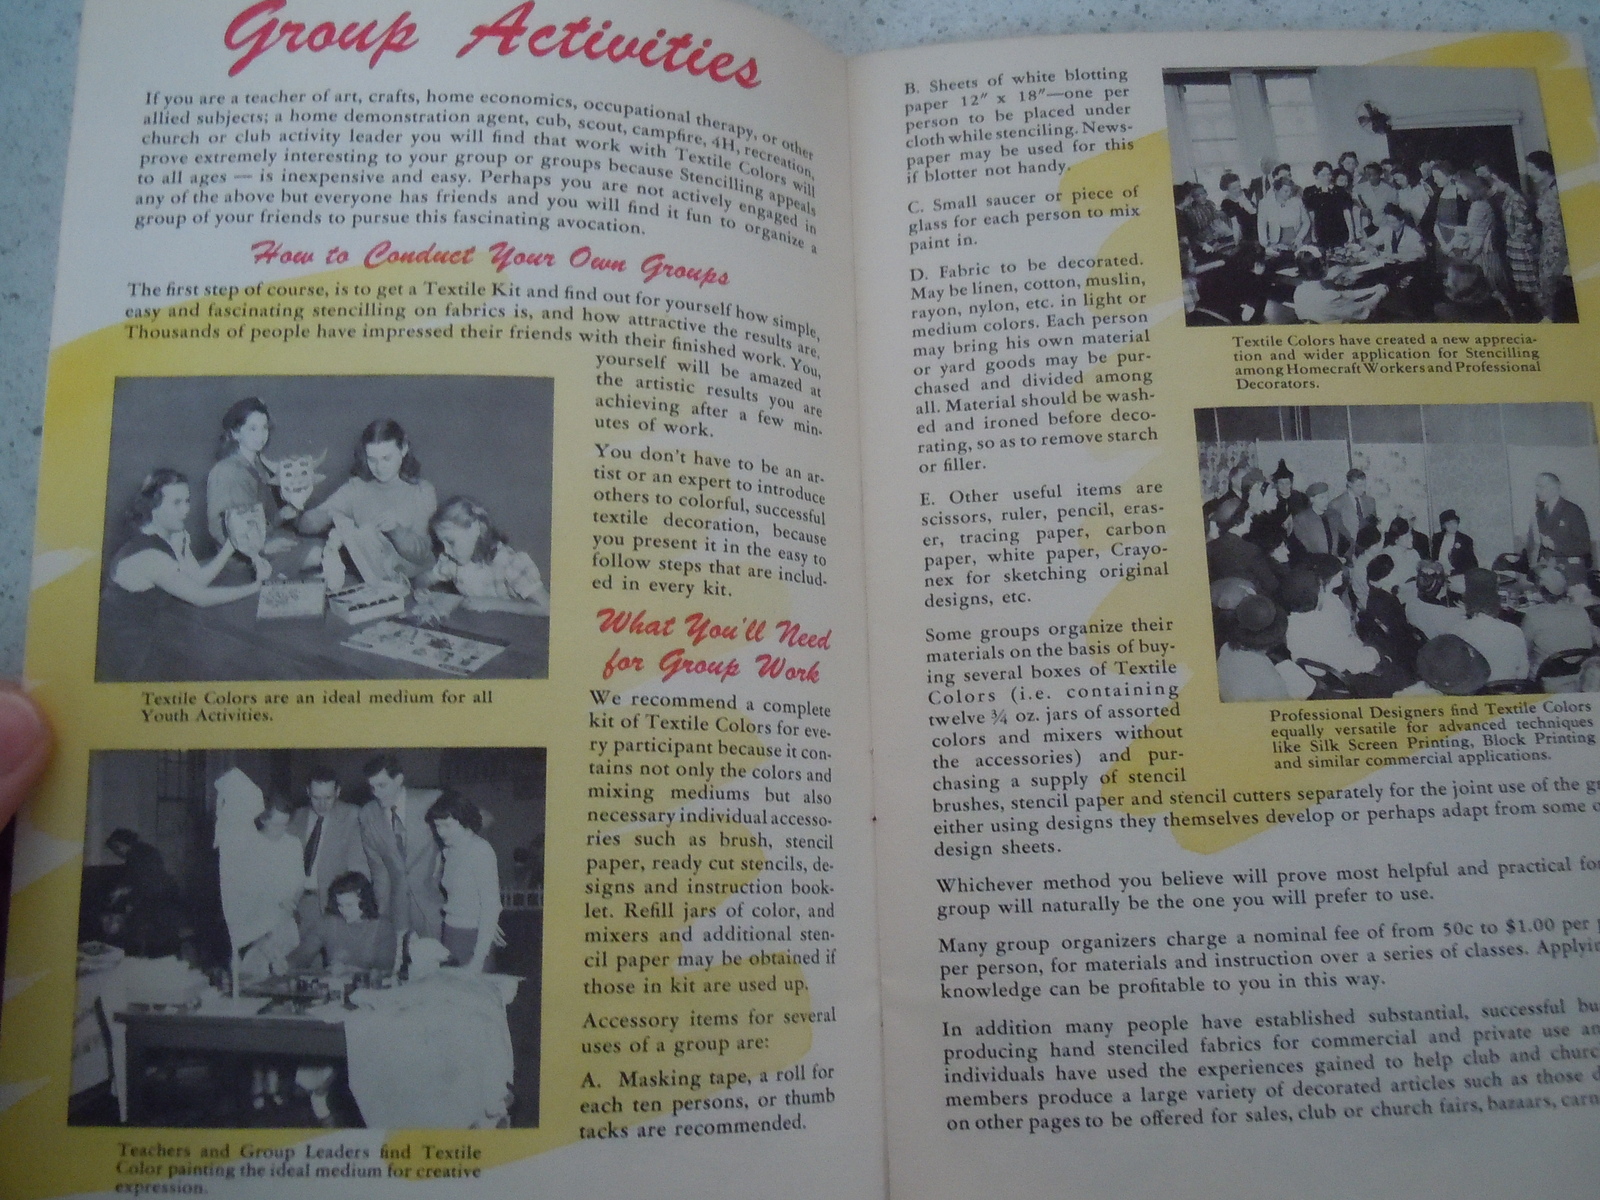 Group Activities
If you are a teacher of art, crafts, home economics, occupational therapy, or other
allied subjects; a home demonstration agent, cub, scout, campfire, 4H, recreation,
church or club activity leader you will find that work with Textile Colors will
prove extremely interesting to your group or groups because Stencilling appeals
to all ages — is inexpensive and easy. Perhaps you are not actively engaged in
any of the above but everyone has friends and you will find it fun to organize a
group of your friends to pursue this fascinating avocation.
How to Conduct Your Own Groups
The first step of course, is to get a Textile Kit and find out for yourself how simple,
easy and fascinating stencilling on fabrics is, and how attractive the results are.
Thousands of people have impressed their friends with their finished work. You,
yourself will be amazed at
the artistic results you are
achieving after a few min-
utes of work.
You don't have to be an ar-
tist or an expert to introduce
others to colorful, successful
textile decoration, because
you present it in the easy to
follow steps that are includ-
ed in every kit.
Textile Colors are an ideal medium for all
Youth Activities.
What You'll Need
for Group Work
We recommend a complete
kit of Textile Colors for eve-
ry participant because it con-
tains not only the colors and
mixing mediums but also
necessary individual accesso-
ries such as brush, stencil
paper, ready cut stencils, de-
signs and instruction book-
let. Refill jars of color, and
mixers and additional sten-
cil paper may be obtained if
those in kit are used up.
Accessory items for several
uses of a group are:
A. Masking tape, a roll for
each ten persons, or thumb
tacks are recommended.
Teachers and Group Leaders find Textile
Color painting the ideal medium for creative
expression.
B. Sheets of white blotting
paper 12" x 18"—one per
person to be placed under
cloth while stenciling. News-
paper may be used for this
if blotter not handy.
C. Small saucer or piece of
glass for each person to mix
paint in.
D. Fabric to be decorated.
May be linen, cotton, muslin,
rayon, nylon, etc. in light or
medium colors. Each person
may bring his own material
or yard goods may be pur-
chased and divided among
all. Material should be wash-
ed and ironed before deco-
rating, so as to remove starch
or filler.
E. Other useful items are
scissors, ruler, pencil, eras-
er, tracing paper, carbon
paper, white paper, Crayo-
nex for sketching original
designs, etc.
Textile Colors have created a new apprecia-
tion and wider application for Stencilling
among Homecraft Workers and Professional
Decorators.
Professional Designers find Textile Colors
equally versatile for advanced techniques
like Silk Screen Printing, Block Printing
and similar commercial applications.
Some groups organize their
materials on the basis of buy-
ing several boxes of Textile
Colors (i.e. containing
twelve ¾ oz. jars of assorted
colors and mixers without
the accessories) and pur-
chasing a supply of stencil
brushes, stencil paper and stencil cutters separately for the joint use of the
either using designs they themselves develop or perhaps adapt from some
design sheets.
Whichever method you believe will prove most helpful and practical
group will naturally be the one you will prefer to use.
Many group organizers charge a nominal fee of from 50c to $1.00 per
per person, for materials and instruction over a series of classes.
knowledge can be profitable to you in this way.
In addition many people have established substantial, successful
producing hand stenciled fabrics for commercial and private use
individuals have used the experiences gained to help club and
members produce a large variety of decorated articles such as those
on other pages to be offered for sales, club or church fairs, bazaars,